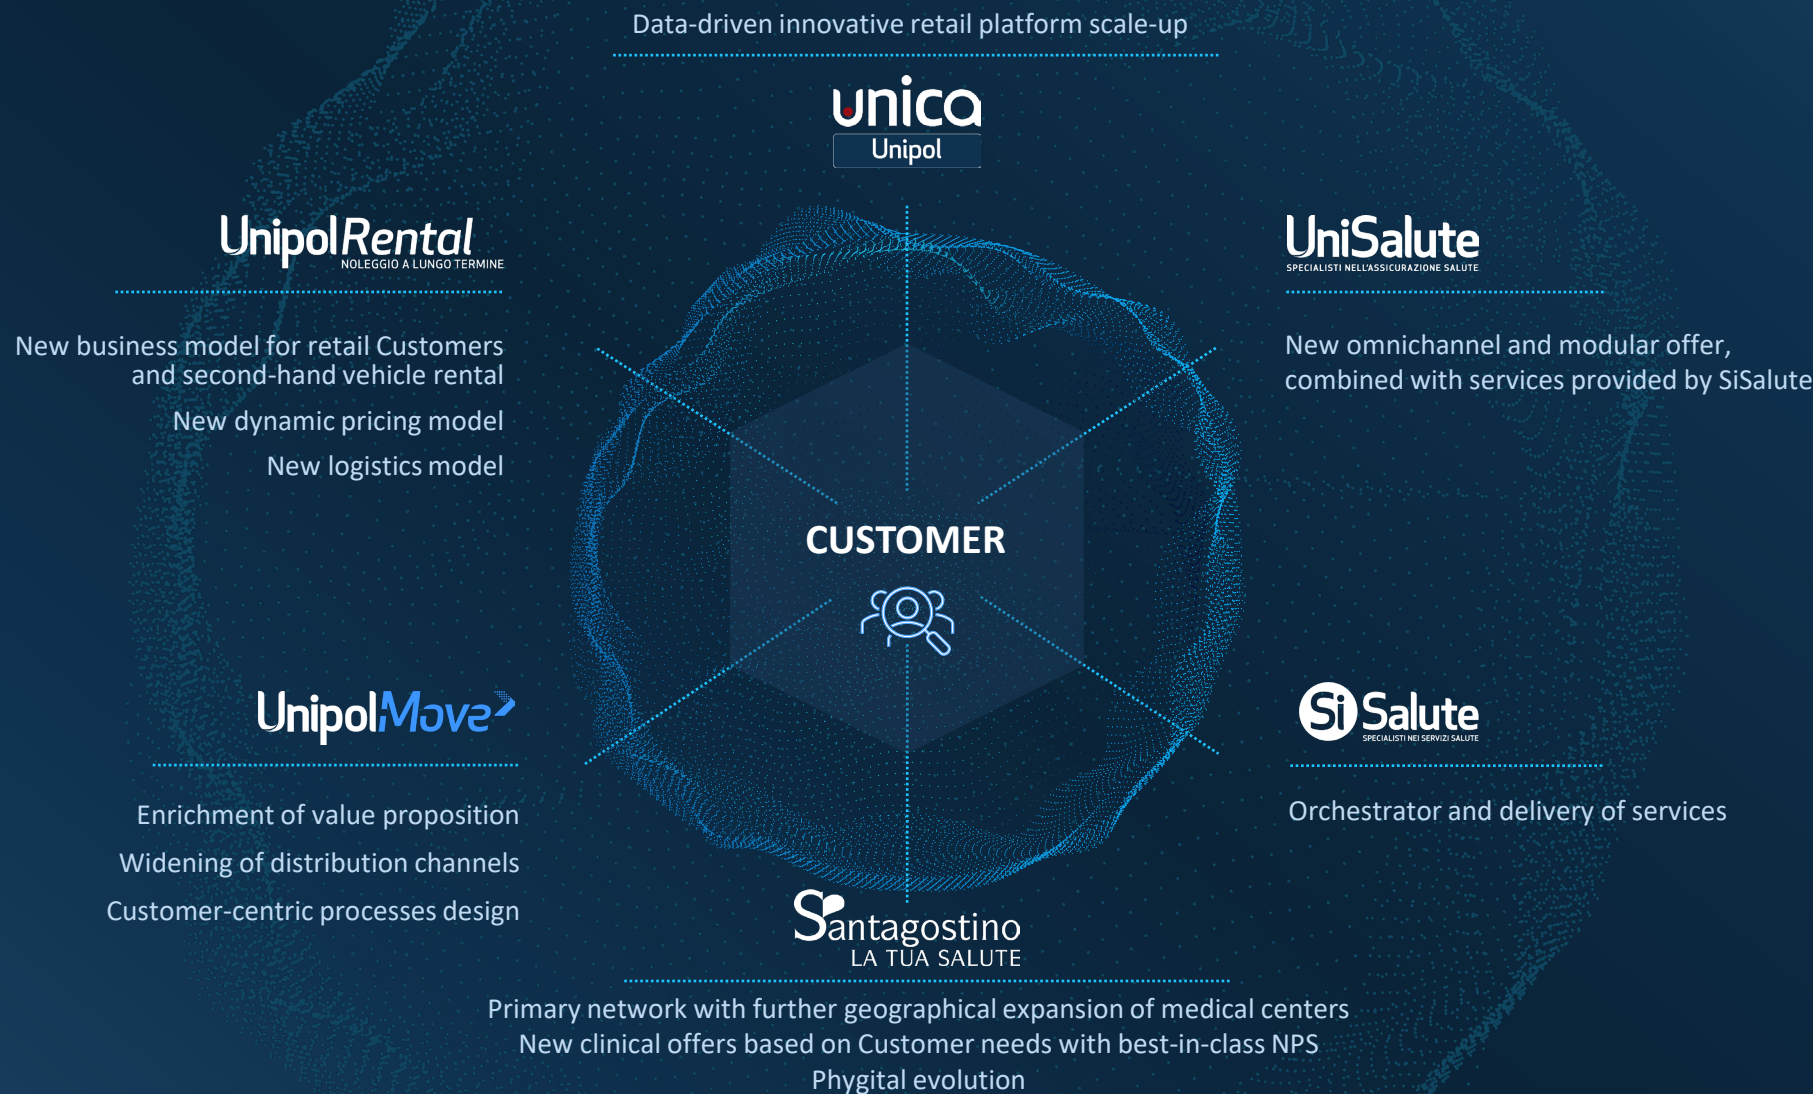 Data-driven innovative retail platform scale-up
unica
Unipol
UnipolRental
NOLEGGIO A LUNGO TERMINE
New business model for retail Customers
and second-hand vehicle rental
New dynamic pricing model
New logistics model
UniSalute
SPECIALISTI NELL'ASSICURAZIONE SALUTE
New omnichannel and modular offer,
combined with services provided by SiSalute
CUSTOMER
UnipolMove
Enrichment of value proposition
Widening of distribution channels
Customer-centric processes design
SiSalute
SPECIALISTI NEI SERVIZI SALUTE
Orchestrator and delivery of services
Santagostino
LA TUA SALUTE
Primary network with further geographical expansion of medical centers
New clinical offers based on Customer needs with best-in-class NPS
Phygital evolution